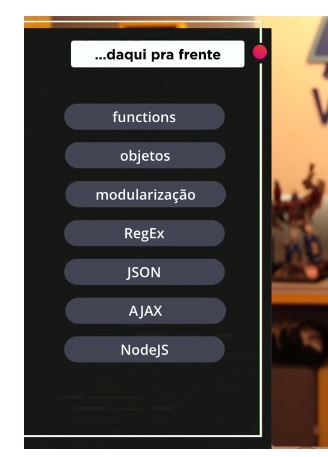 ...daqui pra frente
functions
objetos
modularização
RegEx
JSON
AJAX
NodeJS